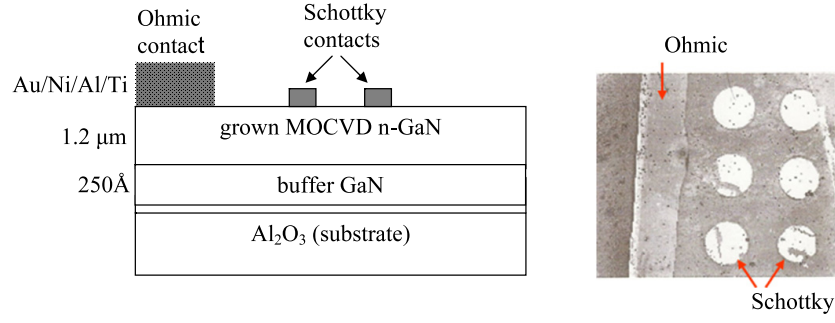 Ohmic
contact
Schottky
contacts
Au/Ni/Al/Ti
grown MOCVD n-GaN
1.2 μm
250Å
buffer GaN
Al₂O₃ (substrate)
Ohmic
Schottky